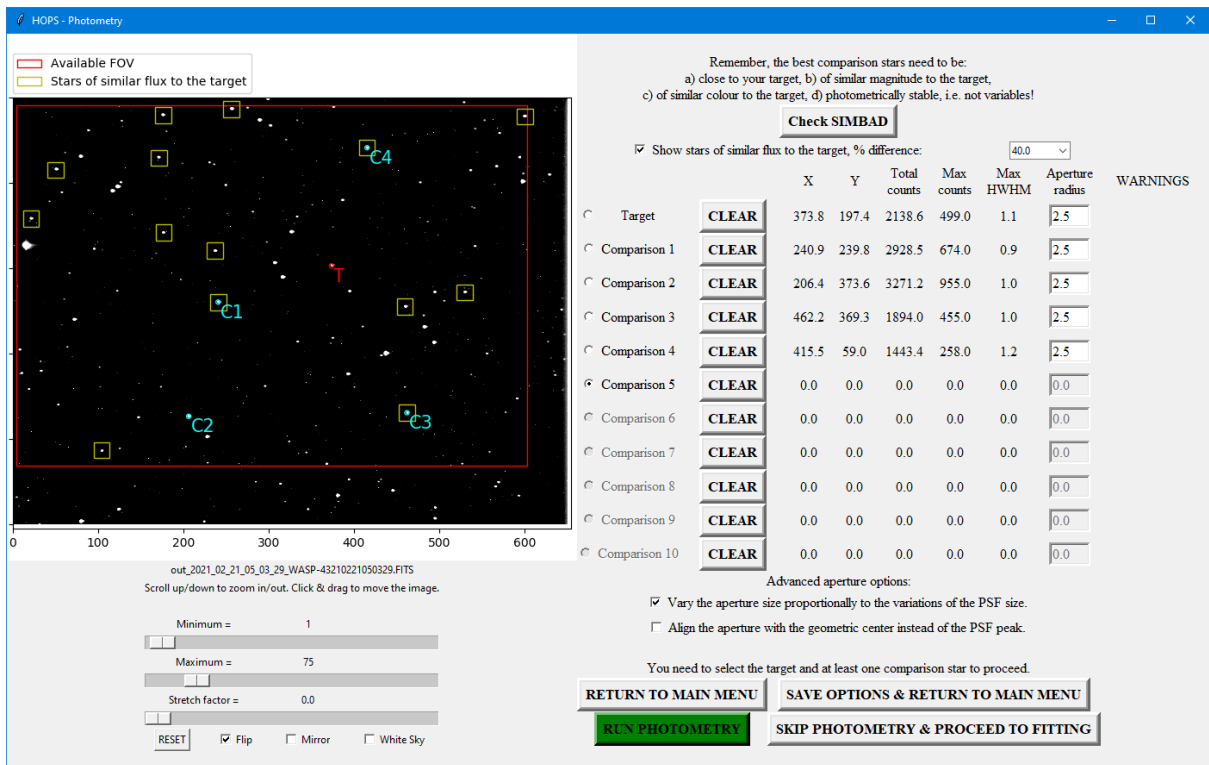 HOPS - Photometry
Available FOV
Stars of similar flux to the target
C4
T
C1
C2
C3
0 100 200 300 400 500 600
out_2021_02_21_05_03_29_WASP-43210221050329.FITS
Scroll up/down to zoom in/out. Click & drag to move the image.
Minimum = 1
Maximum = 75
Stretch factor = 0.0
RESET Flip Mirror White Sky
Remember, the best comparison stars need to be:
a) close to your target, b) of similar magnitude to the target,
c) of similar colour to the target, d) photometrically stable, i.e. not variables!
Check SIMBAD
Show stars of similar flux to the target, % difference: 40.0
X Y Total counts Max counts Max HWHM Aperture radius WARNINGS
Target CLEAR 373.8 197.4 2138.6 499.0 1.1 2.5
Comparison 1 CLEAR 240.9 239.8 2928.5 674.0 0.9 2.5
Comparison 2 CLEAR 206.4 373.6 3271.2 955.0 1.0 2.5
Comparison 3 CLEAR 462.2 369.3 1894.0 455.0 1.0 2.5
Comparison 4 CLEAR 415.5 59.0 1443.4 258.0 1.2 2.5
Comparison 5 CLEAR 0.0 0.0 0.0 0.0 0.0 0.0
Comparison 6 CLEAR 0.0 0.0 0.0 0.0 0.0 0.0
Comparison 7 CLEAR 0.0 0.0 0.0 0.0 0.0 0.0
Comparison 8 CLEAR 0.0 0.0 0.0 0.0 0.0 0.0
Comparison 9 CLEAR 0.0 0.0 0.0 0.0 0.0 0.0
Comparison 10 CLEAR 0.0 0.0 0.0 0.0 0.0 0.0
Advanced aperture options:
Vary the aperture size proportionally to the variations of the PSF size.
Align the aperture with the geometric center instead of the PSF peak.
You need to select the target and at least one comparison star to proceed.
RETURN TO MAIN MENU SAVE OPTIONS & RETURN TO MAIN MENU
RUN PHOTOMETRY SKIP PHOTOMETRY & PROCEED TO FITTING